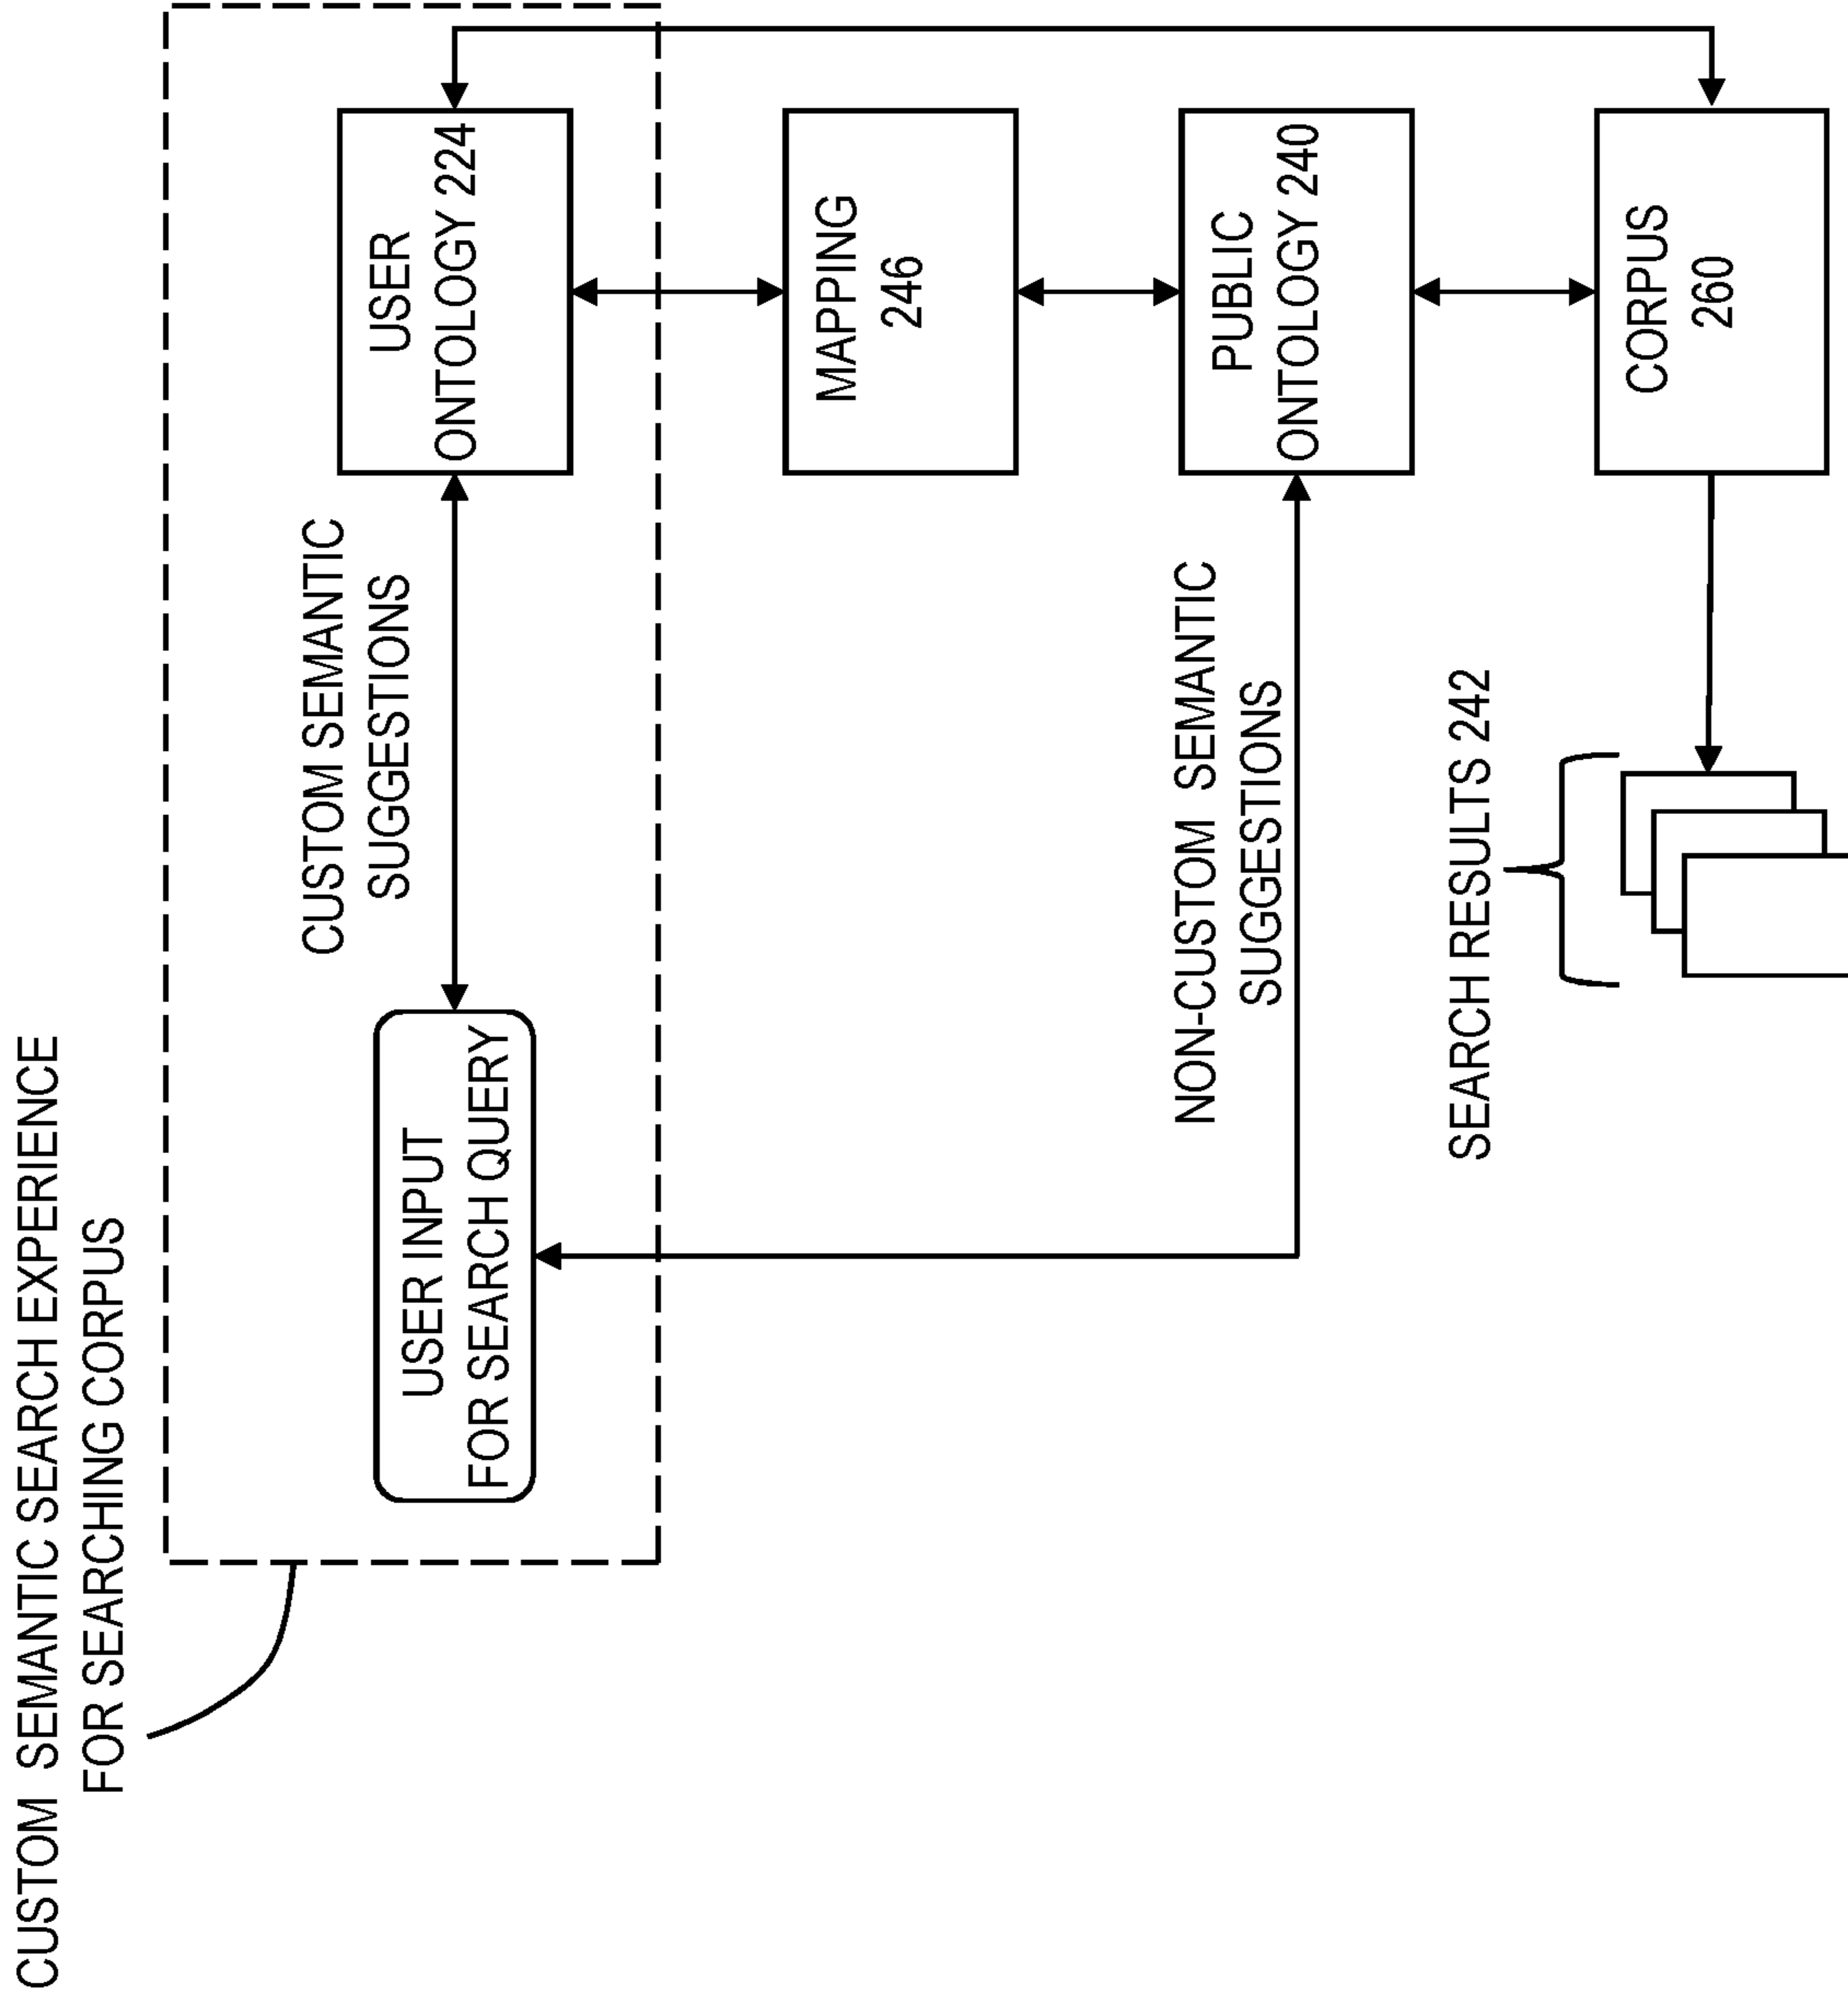 CUSTOM SEMANTIC SEARCH EXPERIENCE
FOR SEARCHING CORPUS
CUSTOM SEMANTIC
SUGGESTIONS
USER INPUT
FOR SEARCH QUERY
USER
ONTOLOGY 224
MAPPING
246
NON-CUSTOM SEMANTIC
SUGGESTIONS
PUBLIC
ONTOLOGY 240
SEARCH RESULTS 242
CORPUS
260